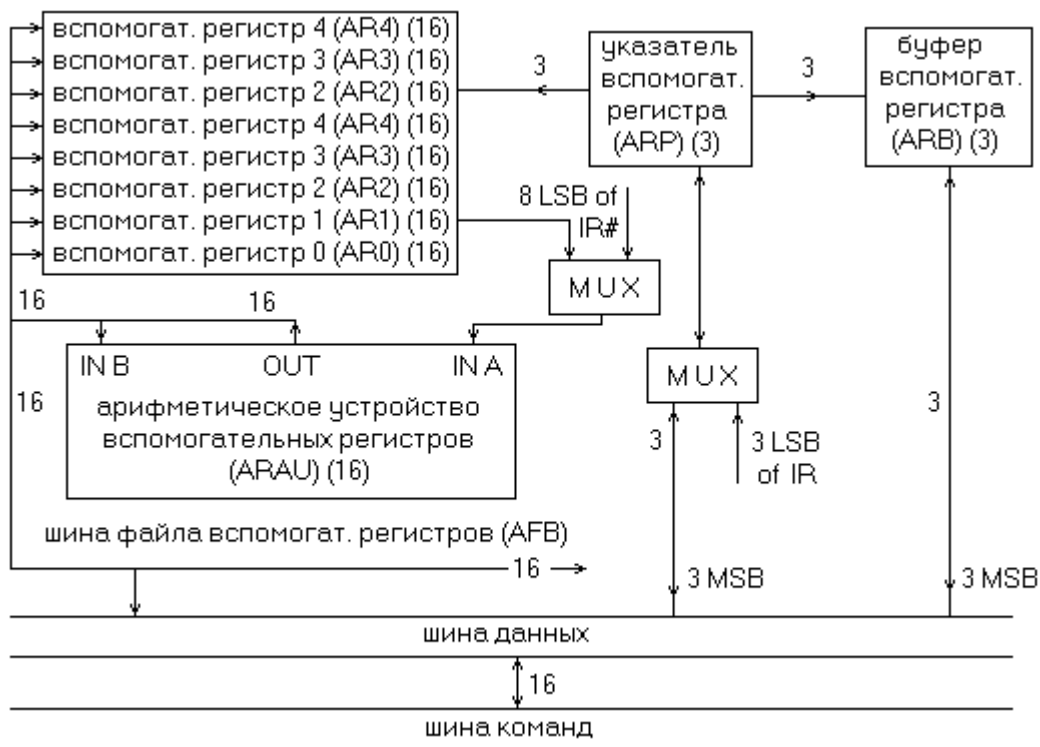 вспомогат. регистр 4 (AR4) (16)
вспомогат. регистр 3 (AR3) (16)
вспомогат. регистр 2 (AR2) (16)
вспомогат. регистр 4 (AR4) (16)
вспомогат. регистр 3 (AR3) (16)
вспомогат. регистр 2 (AR2) (16)
вспомогат. регистр 1 (AR1) (16)
вспомогат. регистр 0 (AR0) (16)
3
указатель
вспомогат.
регистра
(ARP) (3)
3
буфер
вспомогат.
регистра
(ARB) (3)
8 LSB of
IR#
MUX
16
16
IN B
OUT
IN A
MUX
16
арифметическое устройство
вспомогательных регистров
(ARAU) (16)
3
3 LSB
of IR
3
шина файла вспомогат. регистров (AFB)
16
3 MSB
3 MSB
шина данных
16
шина команд